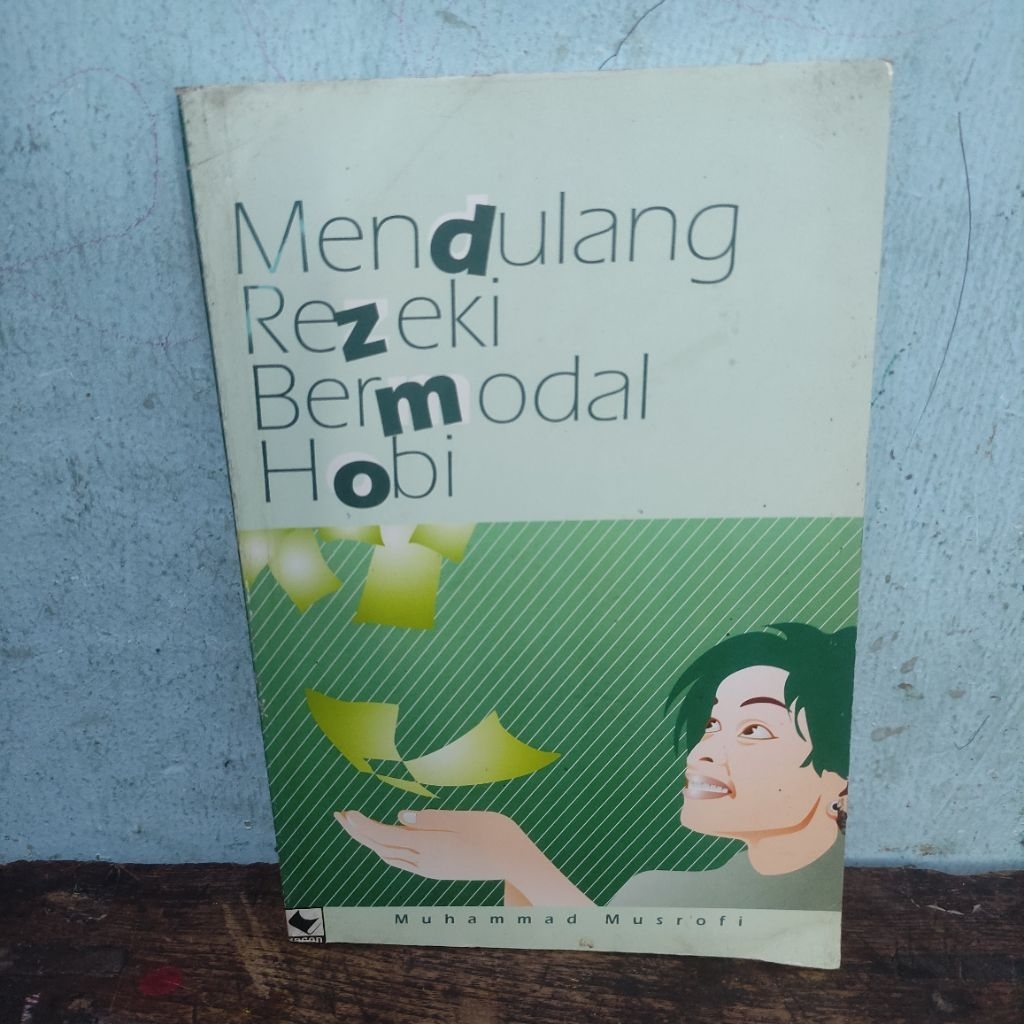 Mendulang
Rezeki
Bermodal
Hobi
Muhammad Musrofi